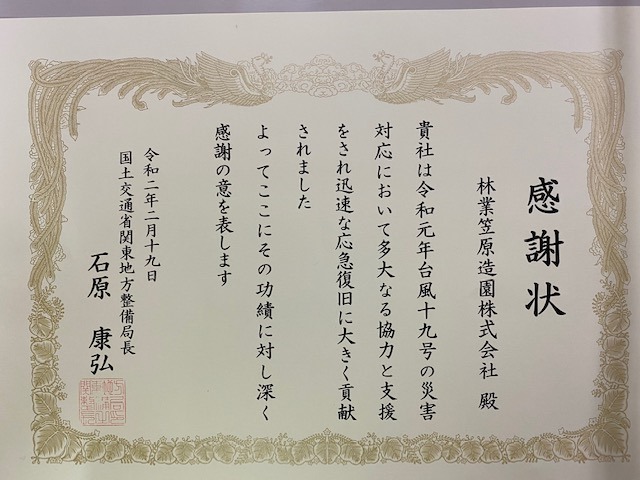 感謝状
林業笠原造園株式会社 殿
貴社は令和元年台風十九号の災害
対応において多大なる協力と支援
をされ迅速な応急復旧に大きく貢献
されました
よってここにその功績に対し深く
感謝の意を表します
令和二年二月十九日
国土交通省関東地方整備局長
石原 康弘